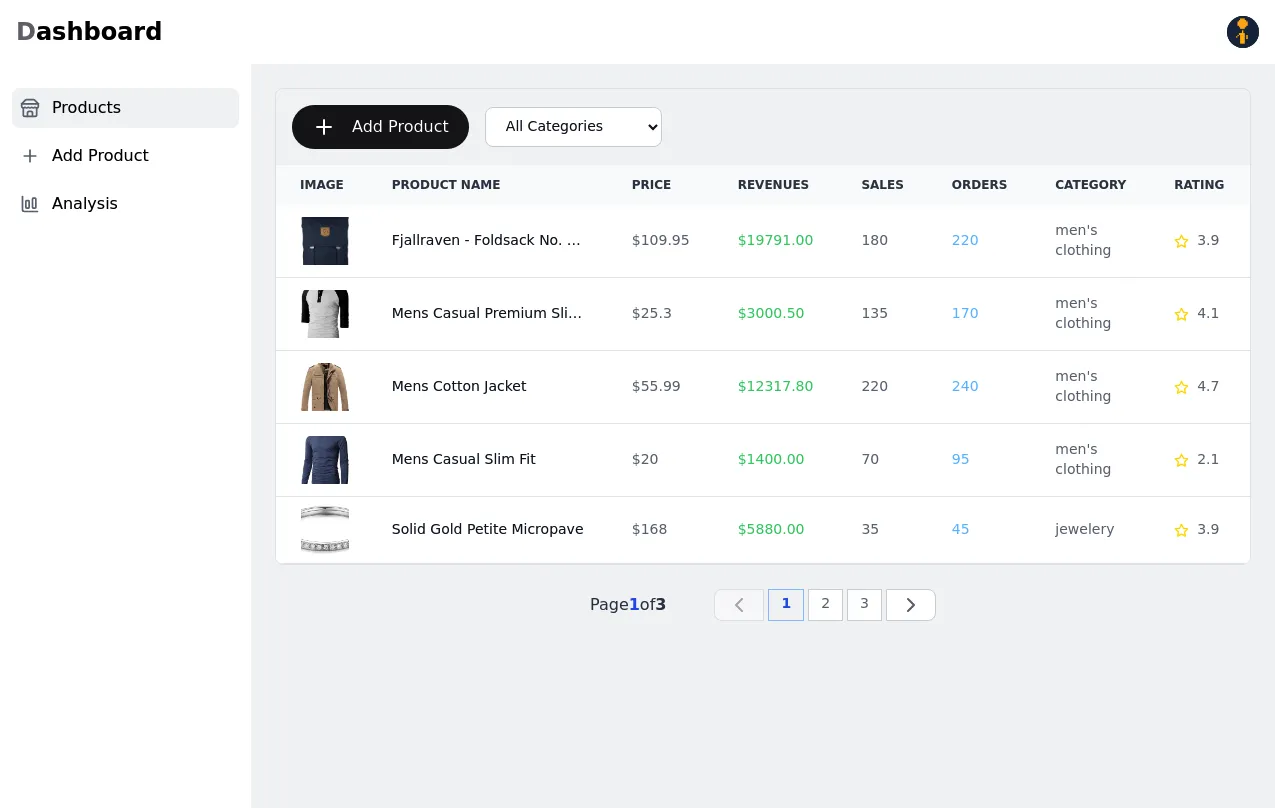 Dashboard
Products
Add Product
Analysis
Add Product
All Categories
IMAGE PRODUCT NAME PRICE REVENUES SALES ORDERS CATEGORY RATING
Fjallraven - Foldsack No. ... $109.95 $19791.00 180 220 men's clothing 3.9
Mens Casual Premium Sli... $25.3 $3000.50 135 170 men's clothing 4.1
Mens Cotton Jacket $55.99 $12317.80 220 240 men's clothing 4.7
Mens Casual Slim Fit $20 $1400.00 70 95 men's clothing 2.1
Solid Gold Petite Micropave $168 $5880.00 35 45 jewelery 3.9
Page1of3 1 2 3